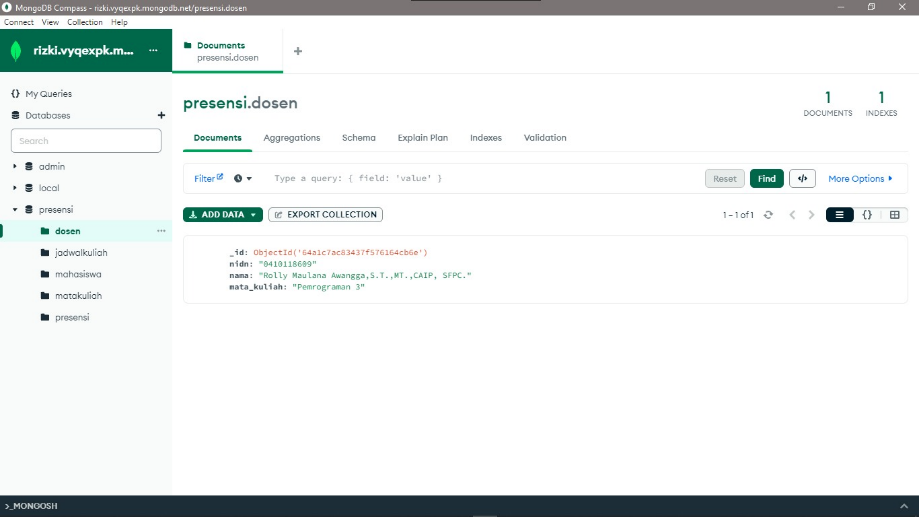 MongoDB Compass - rizki.vyqexpk.mongodb.net/presensi.dosen
Connect View Collection Help
rizki.vyqexpk.m... ...
Documents
presensi.dosen
+
My Queries
Databases +
Search
admin
local
presensi
dosen ...
jadwalkuliah
mahasiswa
matakuliah
presensi
presensi.dosen
1 DOCUMENTS
1 INDEXES
Documents Aggregations Schema Explain Plan Indexes Validation
Filter Type a query: { field: 'value' } Reset Find </> More Options
ADD DATA EXPORT COLLECTION 1 – 1 of 1 {}
_id: ObjectId('64a1c7ac83437f576164cb6e')
nidn: "0410118609"
nama: "Rolly Maulana Awangga,S.T.,MT.,CAIP, SFPC."
mata_kuliah: "Pemrograman 3"
>_MONGOSH